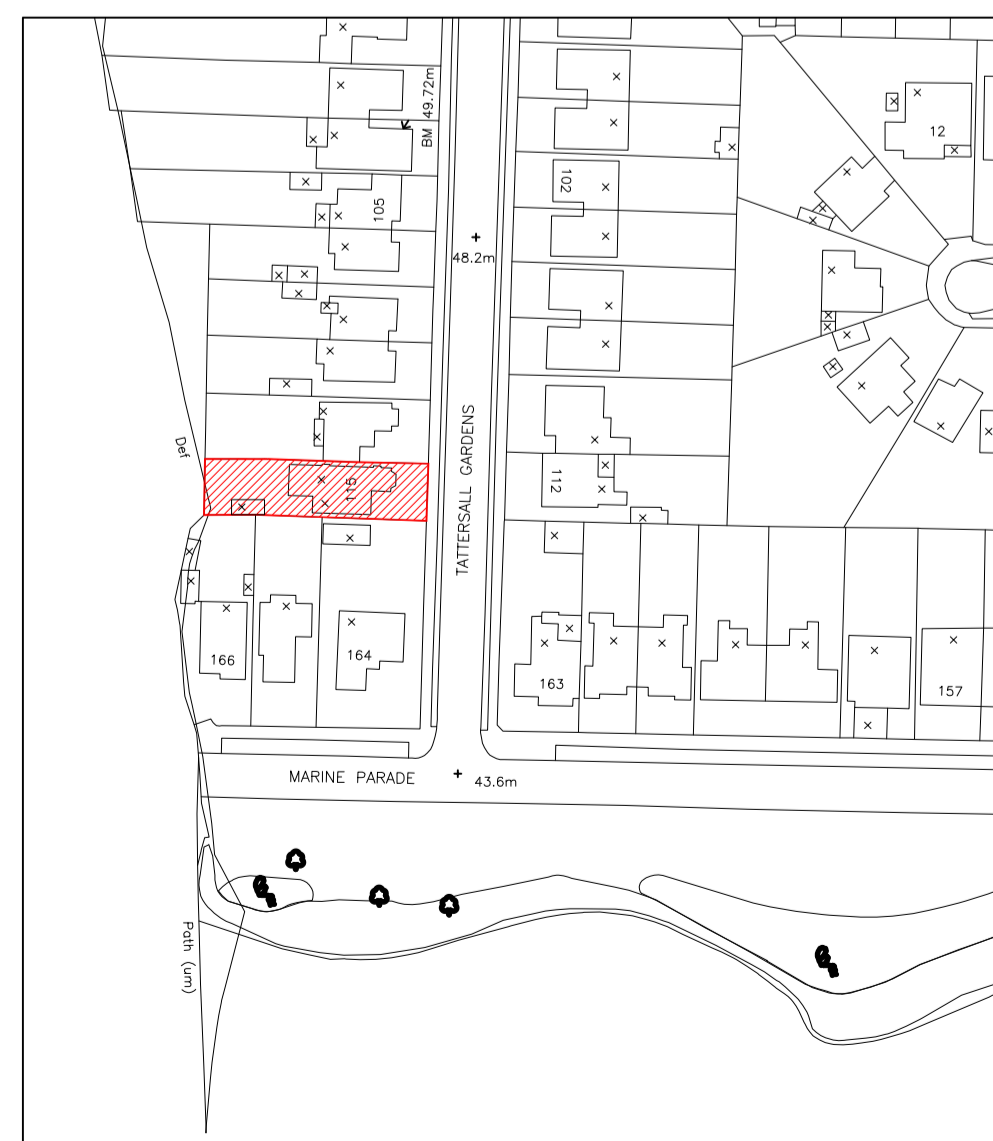 BM 49.72m
12
102
105
48.2m
TATTERSALL GARDENS
Def
115
112
166
164
163
157
MARINE PARADE
43.6m
Path (um)